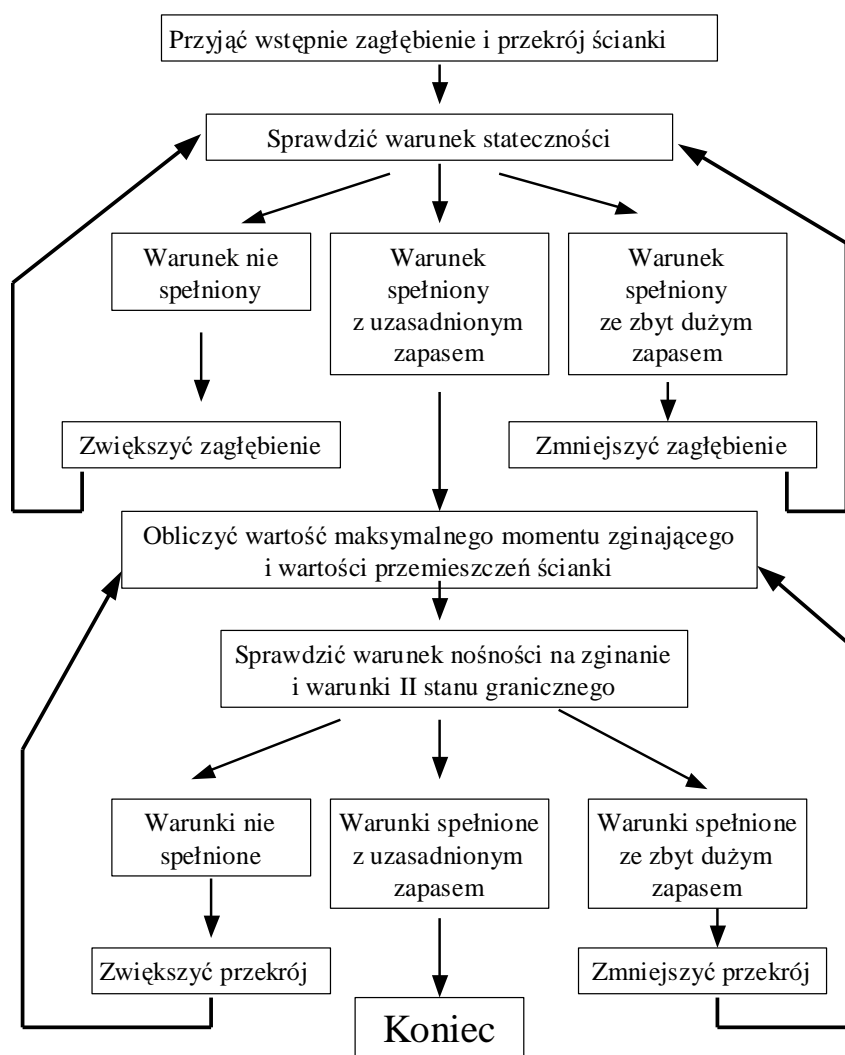 Przyjąć wstępnie zagłębienie i przekrój ścianki
Sprawdzić warunek stateczności
Warunek nie
spełniony
Warunek
spełniony
z uzasadnionym
zapasem
Warunek
spełniony
ze zbyt dużym
zapasem
Zwiększyć zagłębienie
Zmniejszyć zagłębienie
Obliczyć wartość maksymalnego momentu zginającego
i wartości przemieszczeń ścianki
Sprawdzić warunek nośności na zginanie
i warunki II stanu granicznego
Warunki nie
spełnione
Warunki spełnione
z uzasadnionym
zapasem
Warunki spełnione
ze zbyt dużym
zapasem
Zwiększyć przekrój
Zmniejszyć przekrój
Koniec